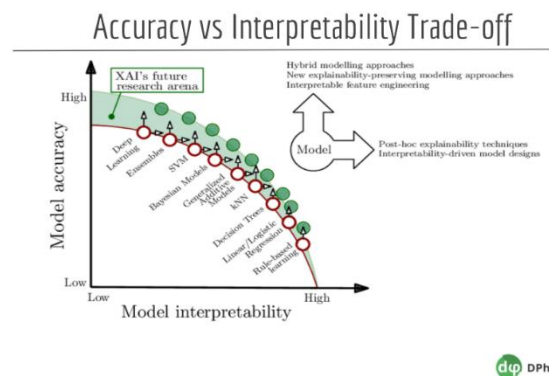 Accuracy vs Interpretability Trade-off
Hybrid modelling approaches
New explainability-preserving modelling approaches
Interpretable feature engineering
XAI's future
research arena
High
Model
Post-hoc explainability techniques
Interpretability-driven model designs
Deep
Learning
Ensembles
SVM
Bayesian Models
Generalized
Additive
Models
kNN
Decision Trees
Linear/Logistic
Regression
Rule-based
learning
Model accuracy
Low
Low
High
Model interpretability
dφ DPhi